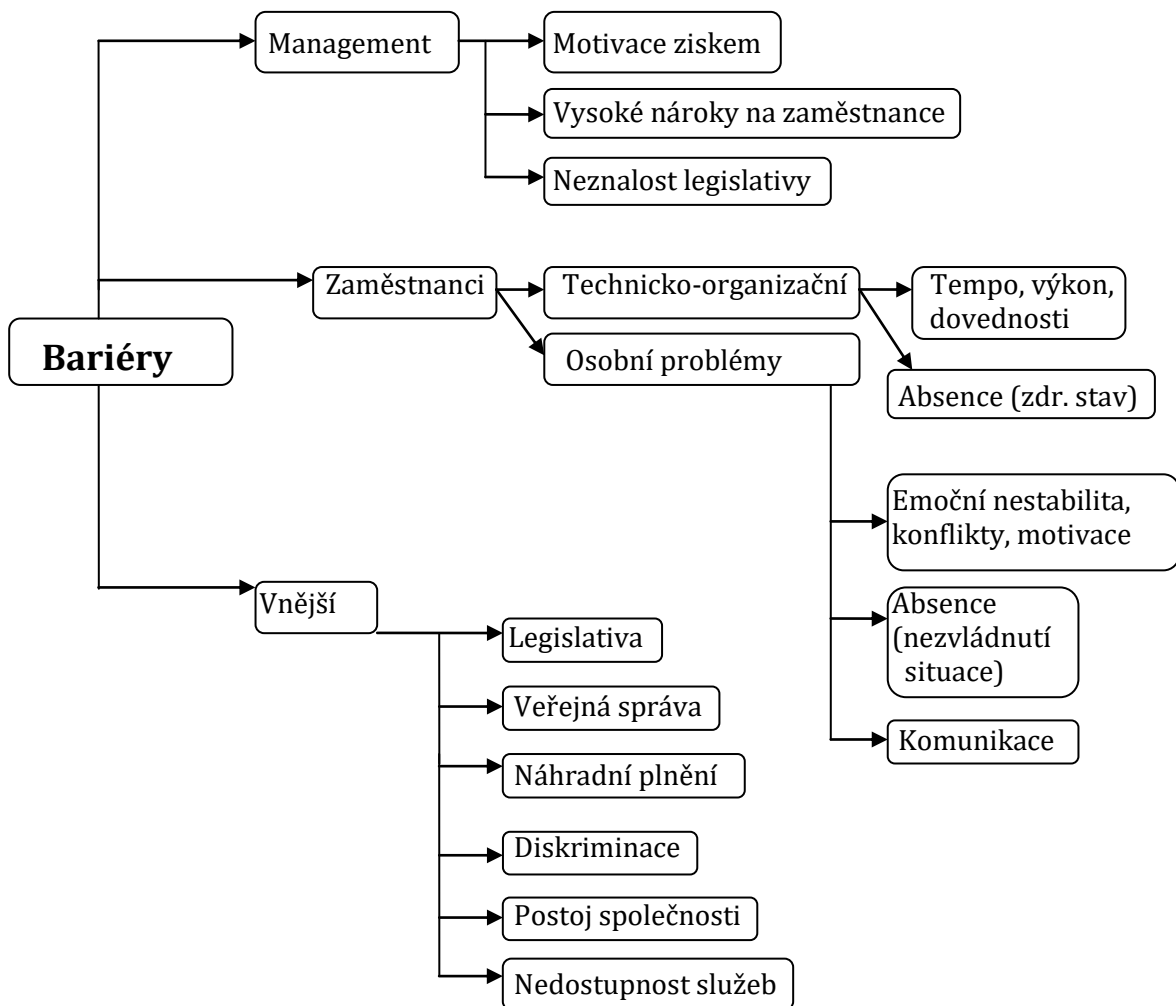 Management
Motivace ziskem
Vysoké nároky na zaměstnance
Neznalost legislativy
Zaměstnanci
Technicko-organizační
Tempo, výkon,
dovednosti
Bariéry
Osobní problémy
Absence (zdr. stav)
Emoční nestabilita,
konflikty, motivace
Vnější
Absence
(nezvládnutí
situace)
Legislativa
Veřejná správa
Komunikace
Náhradní plnění
Diskriminace
Postoj společnosti
Nedostupnost služeb